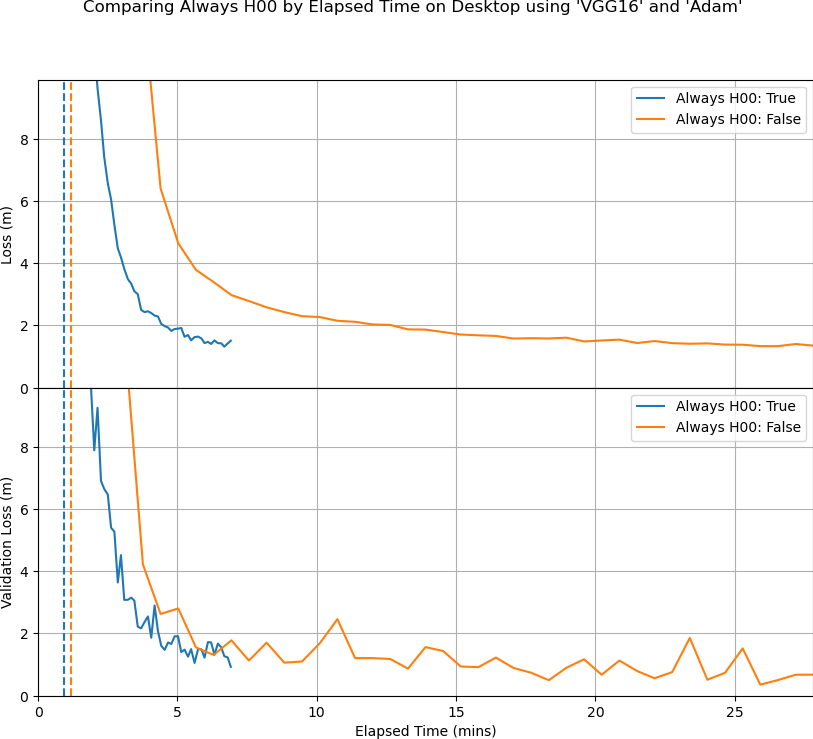 Comparing Always H00 by Elapsed Time on Desktop using 'VGG16' and 'Adam'
Loss (m)
8
6
4
2
0
Always H00: True
Always H00: False
Validation Loss (m)
8
6
4
2
0
Always H00: True
Always H00: False
0
5
10
15
20
25
Elapsed Time (mins)